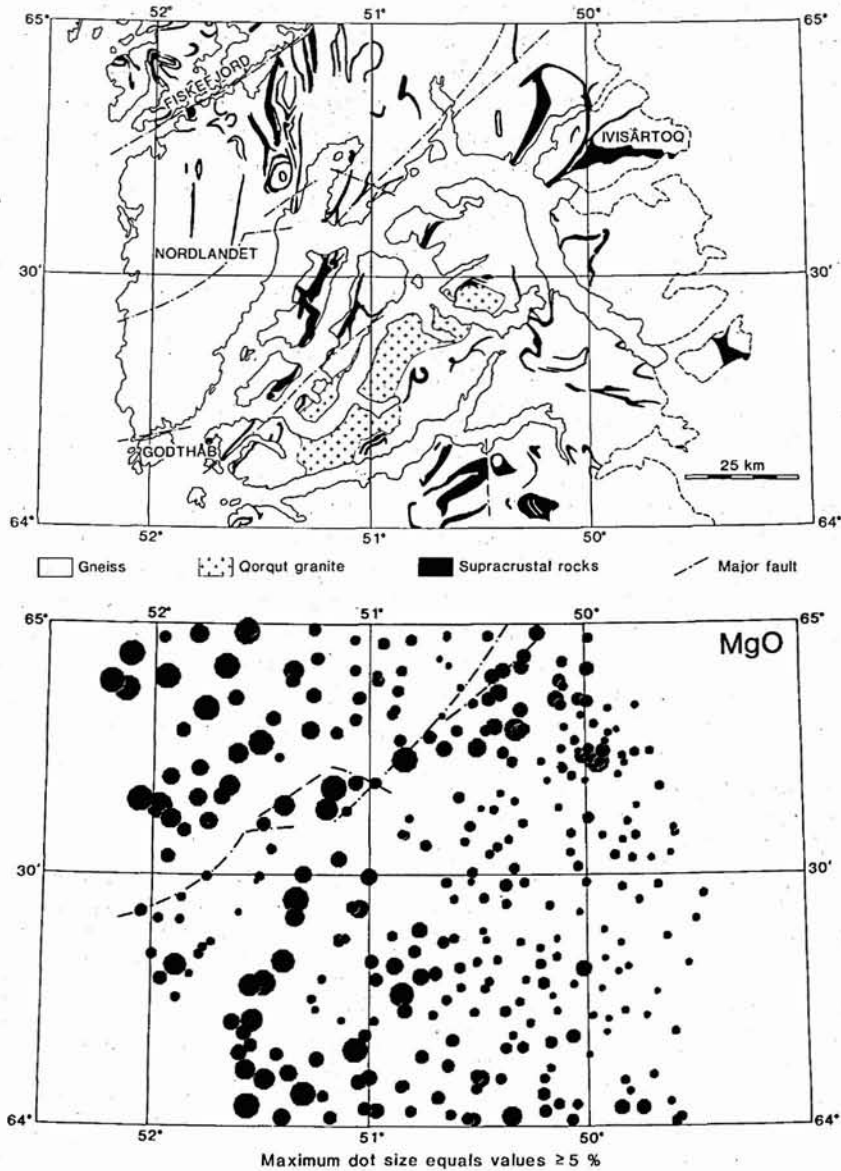 65° 52° 51° 50° 65°
FISKEFJORD
IVISÂRTOQ
NORDLANDET
30' 30'
GODTHÅB
25 km
64° 52° 51° 50° 64°
Gneiss Qorqut granite Supracrustal rocks Major fault
65° 52° 51° 50° 65°
MgO
30' 30'
64° 52° 51° 50° 64°
Maximum dot size equals values ≥ 5 %